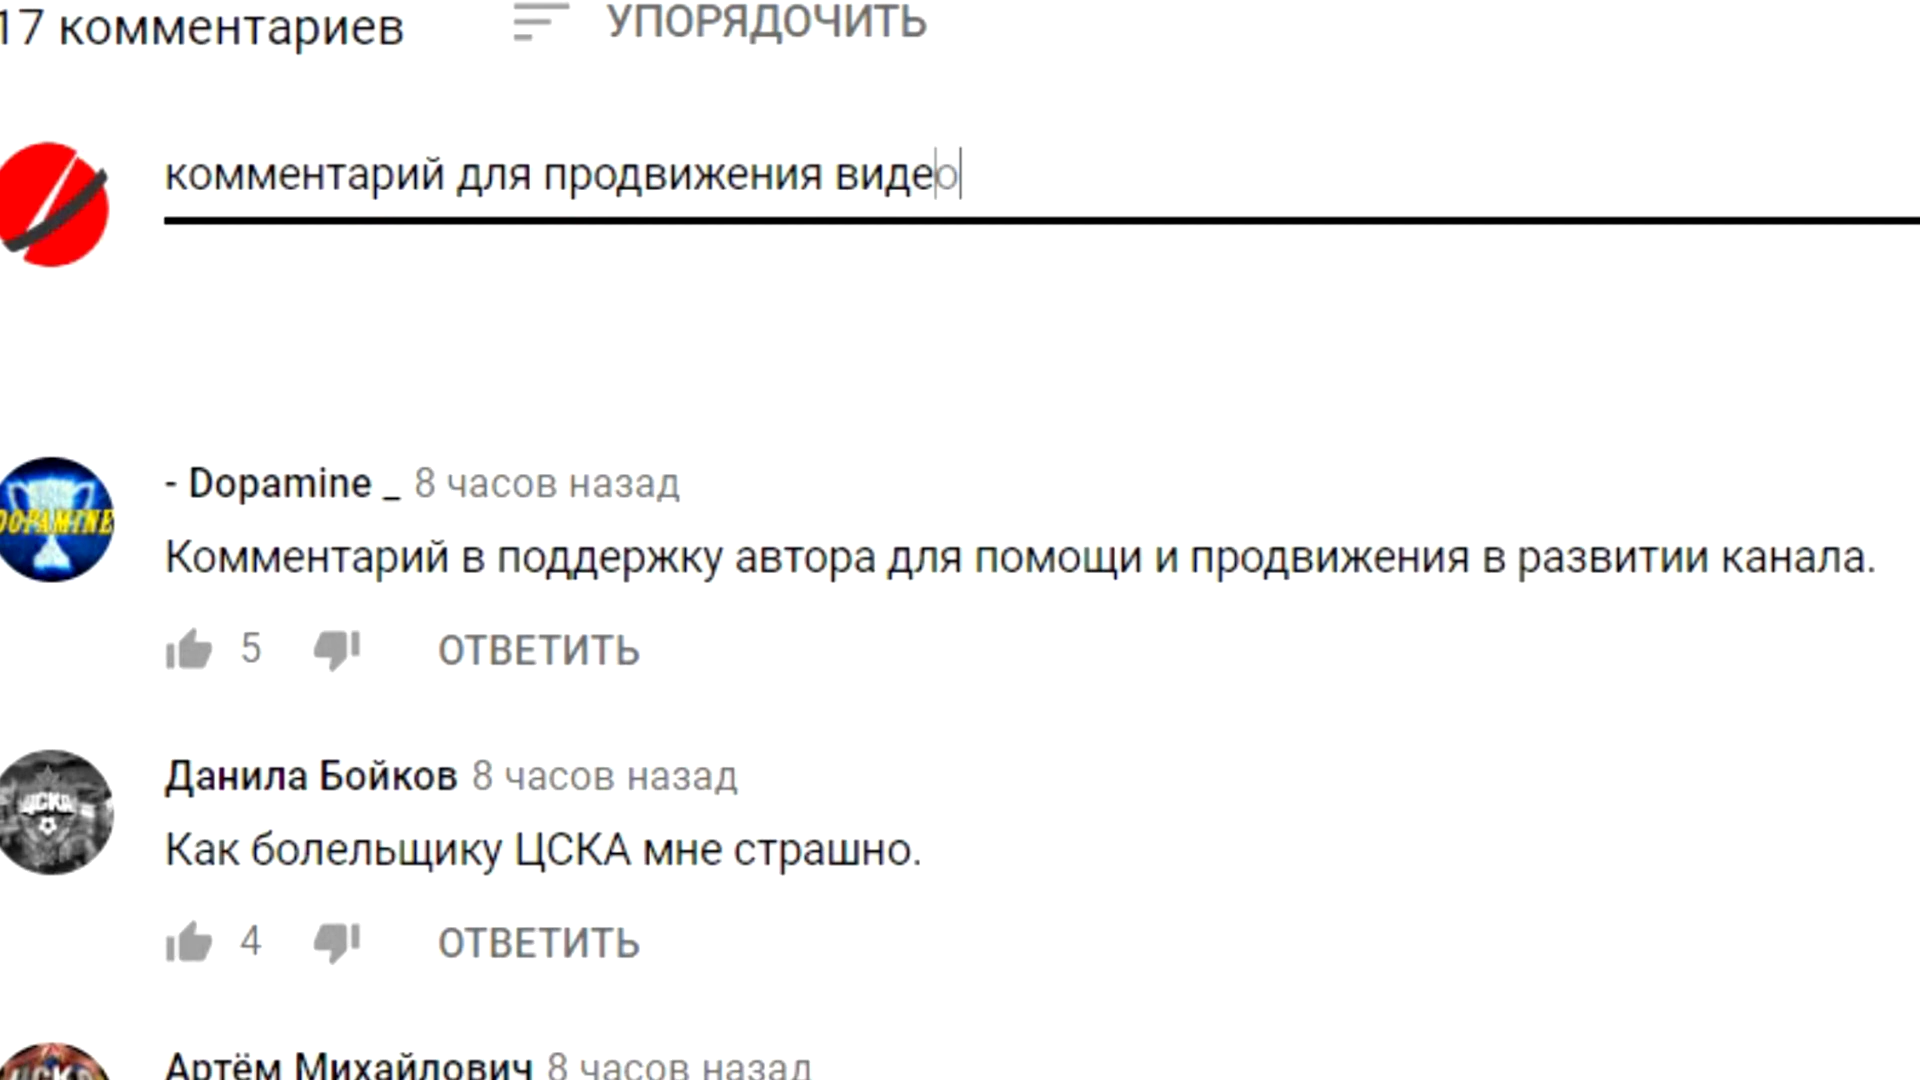 17 комментариев УПОРЯДОЧИТЬ
комментарий для продвижения видео
- Dopamine _ 8 часов назад
DOPAMINE
Комментарий в поддержку автора для помощи и продвижения в развитии канала.
5 ОТВЕТИТЬ
Данила Бойков 8 часов назад
ЦСКА
Как болельщику ЦСКА мне страшно.
4 ОТВЕТИТЬ
Артём Михайлович 8 часов назад